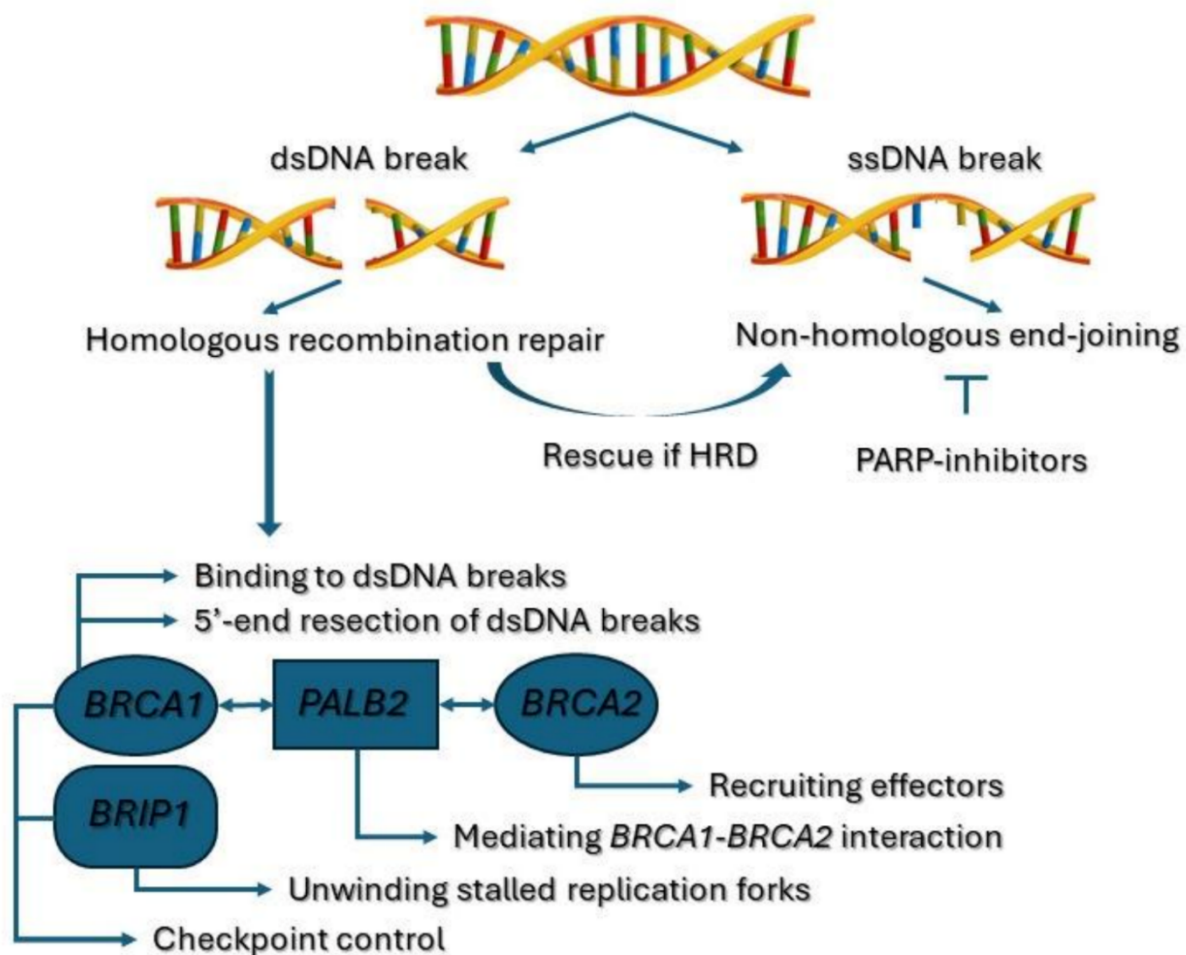 dsDNA break
ssDNA break
Homologous recombination repair
Non-homologous end-joining
Rescue if HRD
PARP-inhibitors
Binding to dsDNA breaks
5’-end resection of dsDNA breaks
BRCA1
PALB2
BRCA2
Recruiting effectors
BRIP1
Mediating BRCA1-BRCA2 interaction
Unwinding stalled replication forks
Checkpoint control